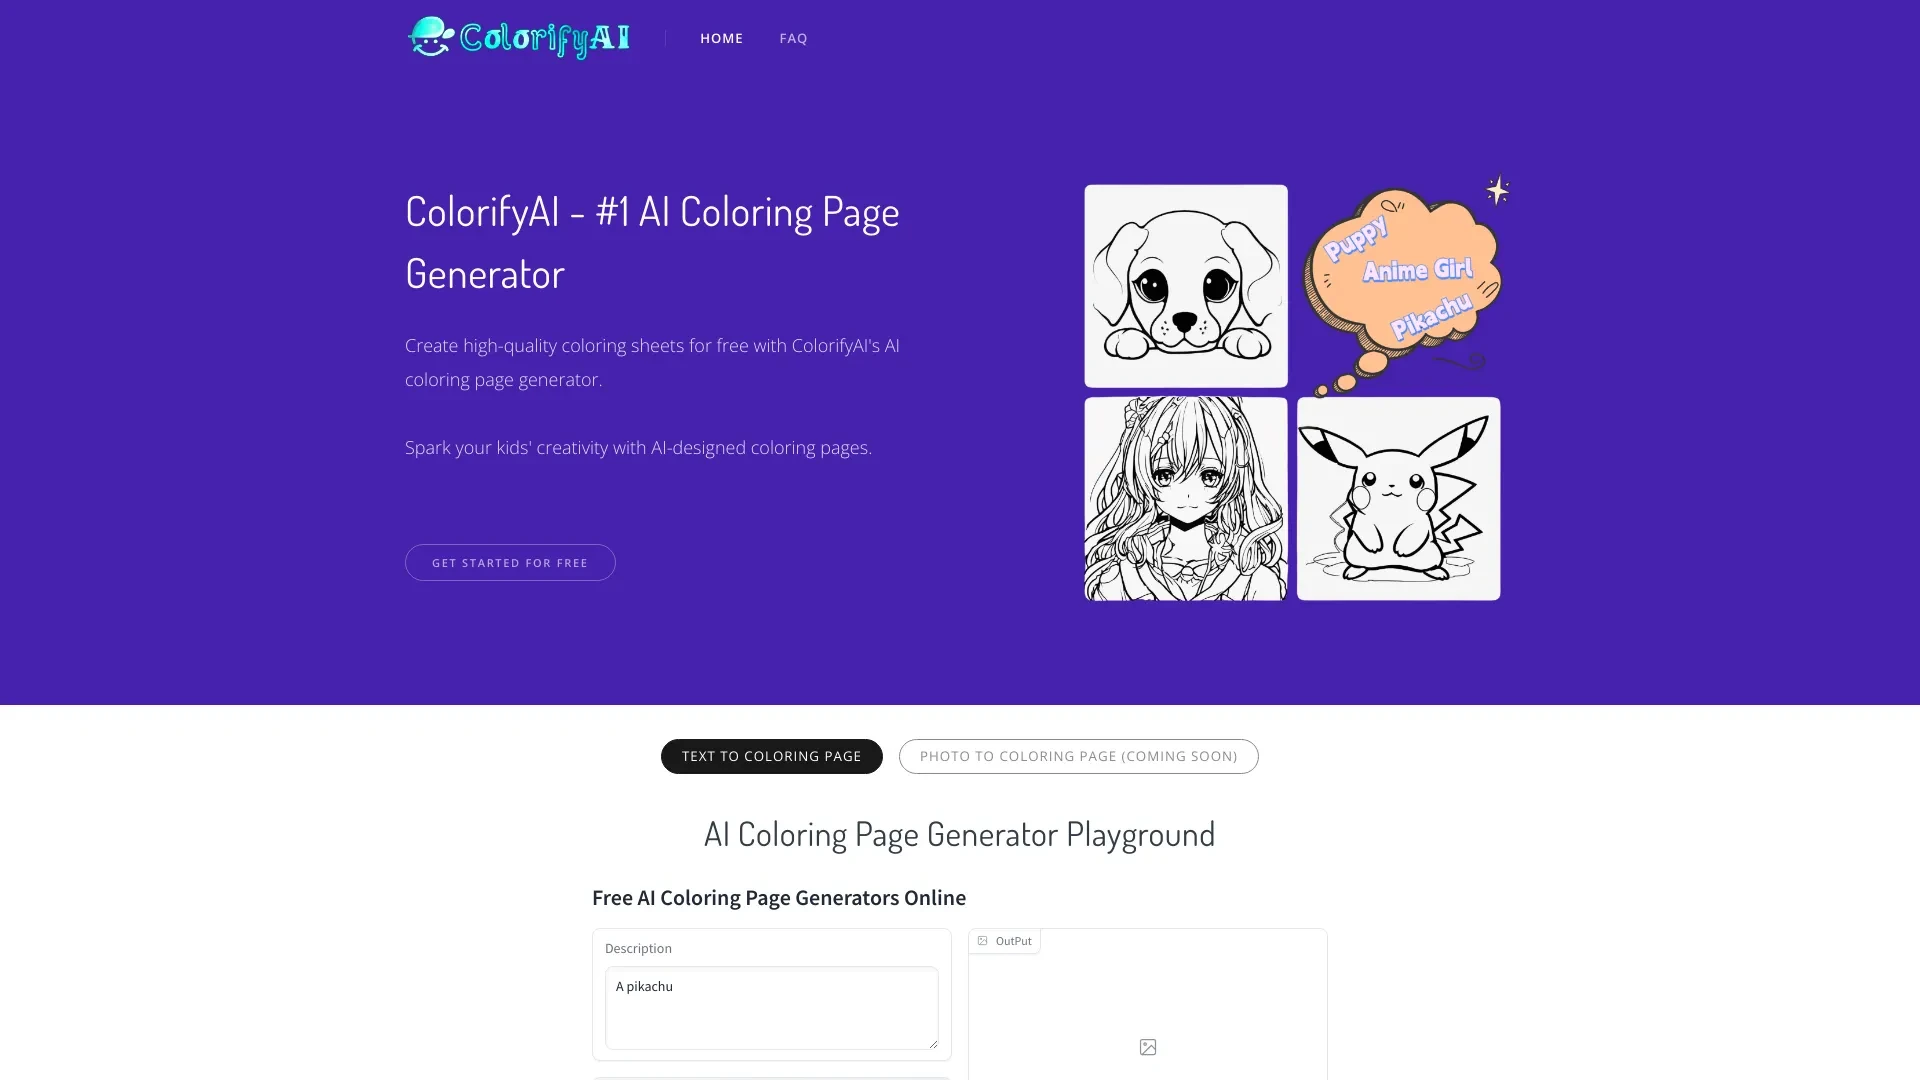 ColorifyAI
HOME
FAQ
ColorifyAI - #1 AI Coloring Page
Generator
Create high-quality coloring sheets for free with ColorifyAI's AI
coloring page generator.
Spark your kids' creativity with AI-designed coloring pages.
GET STARTED FOR FREE
Puppy
Anime Girl
Pikachu
TEXT TO COLORING PAGE
PHOTO TO COLORING PAGE (COMING SOON)
AI Coloring Page Generator Playground
Free AI Coloring Page Generators Online
Description
A pikachu
OutPut